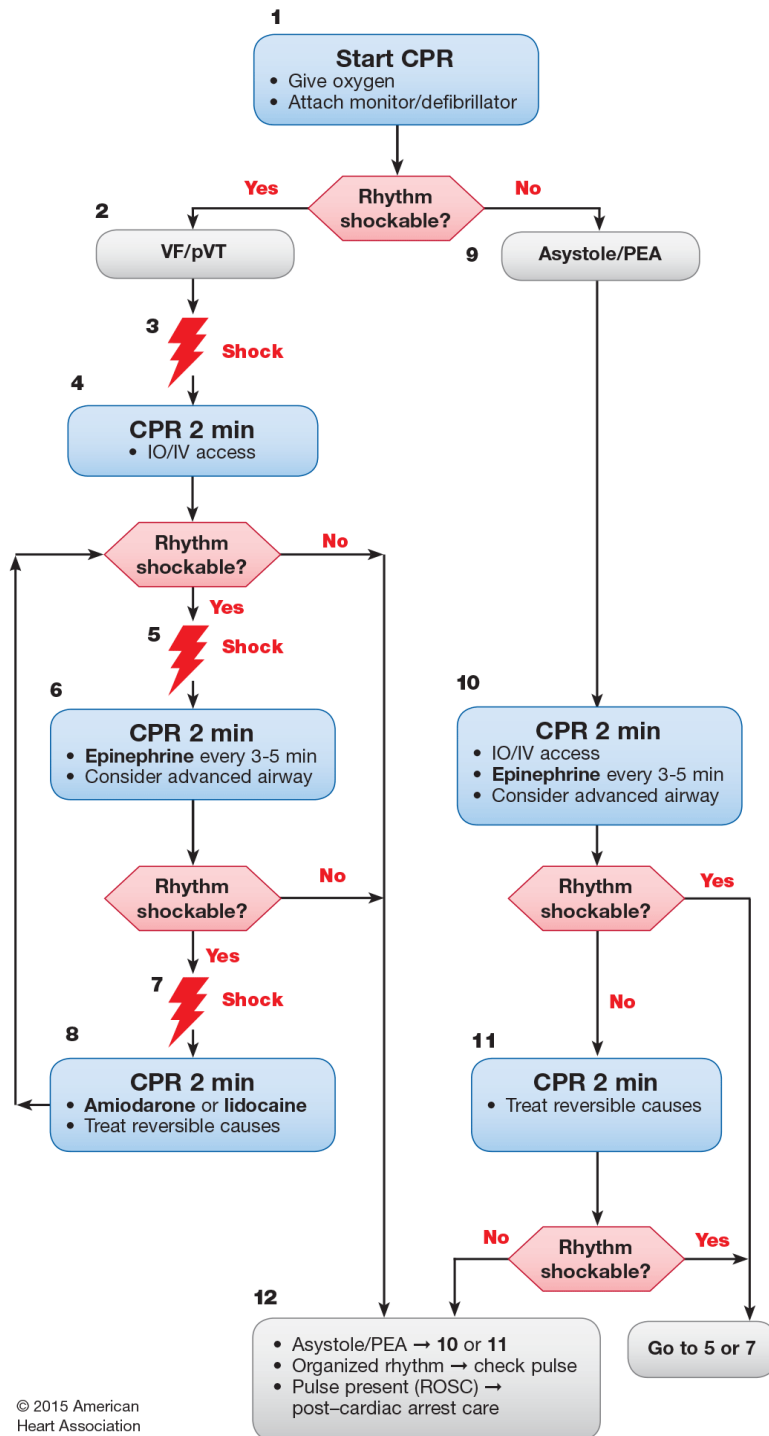 1
Start CPR
• Give oxygen
• Attach monitor/defibrillator
Yes
Rhythm
shockable?
No
2
VF/pVT
9
Asystole/PEA
3
Shock
4
CPR 2 min
• IO/IV access
Rhythm
shockable?
No
Yes
5
Shock
6
CPR 2 min
• Epinephrine every 3-5 min
• Consider advanced airway
10
CPR 2 min
• IO/IV access
• Epinephrine every 3-5 min
• Consider advanced airway
Rhythm
shockable?
No
Yes
Rhythm
shockable?
Yes
No
7
Shock
8
CPR 2 min
• Amiodarone or lidocaine
• Treat reversible causes
11
CPR 2 min
• Treat reversible causes
No
Rhythm
shockable?
Yes
12
• Asystole/PEA → 10 or 11
• Organized rhythm → check pulse
• Pulse present (ROSC) →
post–cardiac arrest care
Go to 5 or 7
© 2015 American
Heart Association